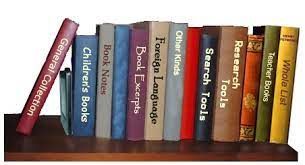 General Collection
Children's Books
Book Notes
Book Excerpts
Foreign Language
Other Kinds
Search Tools
Research Tools
Teacher Books
Whole List